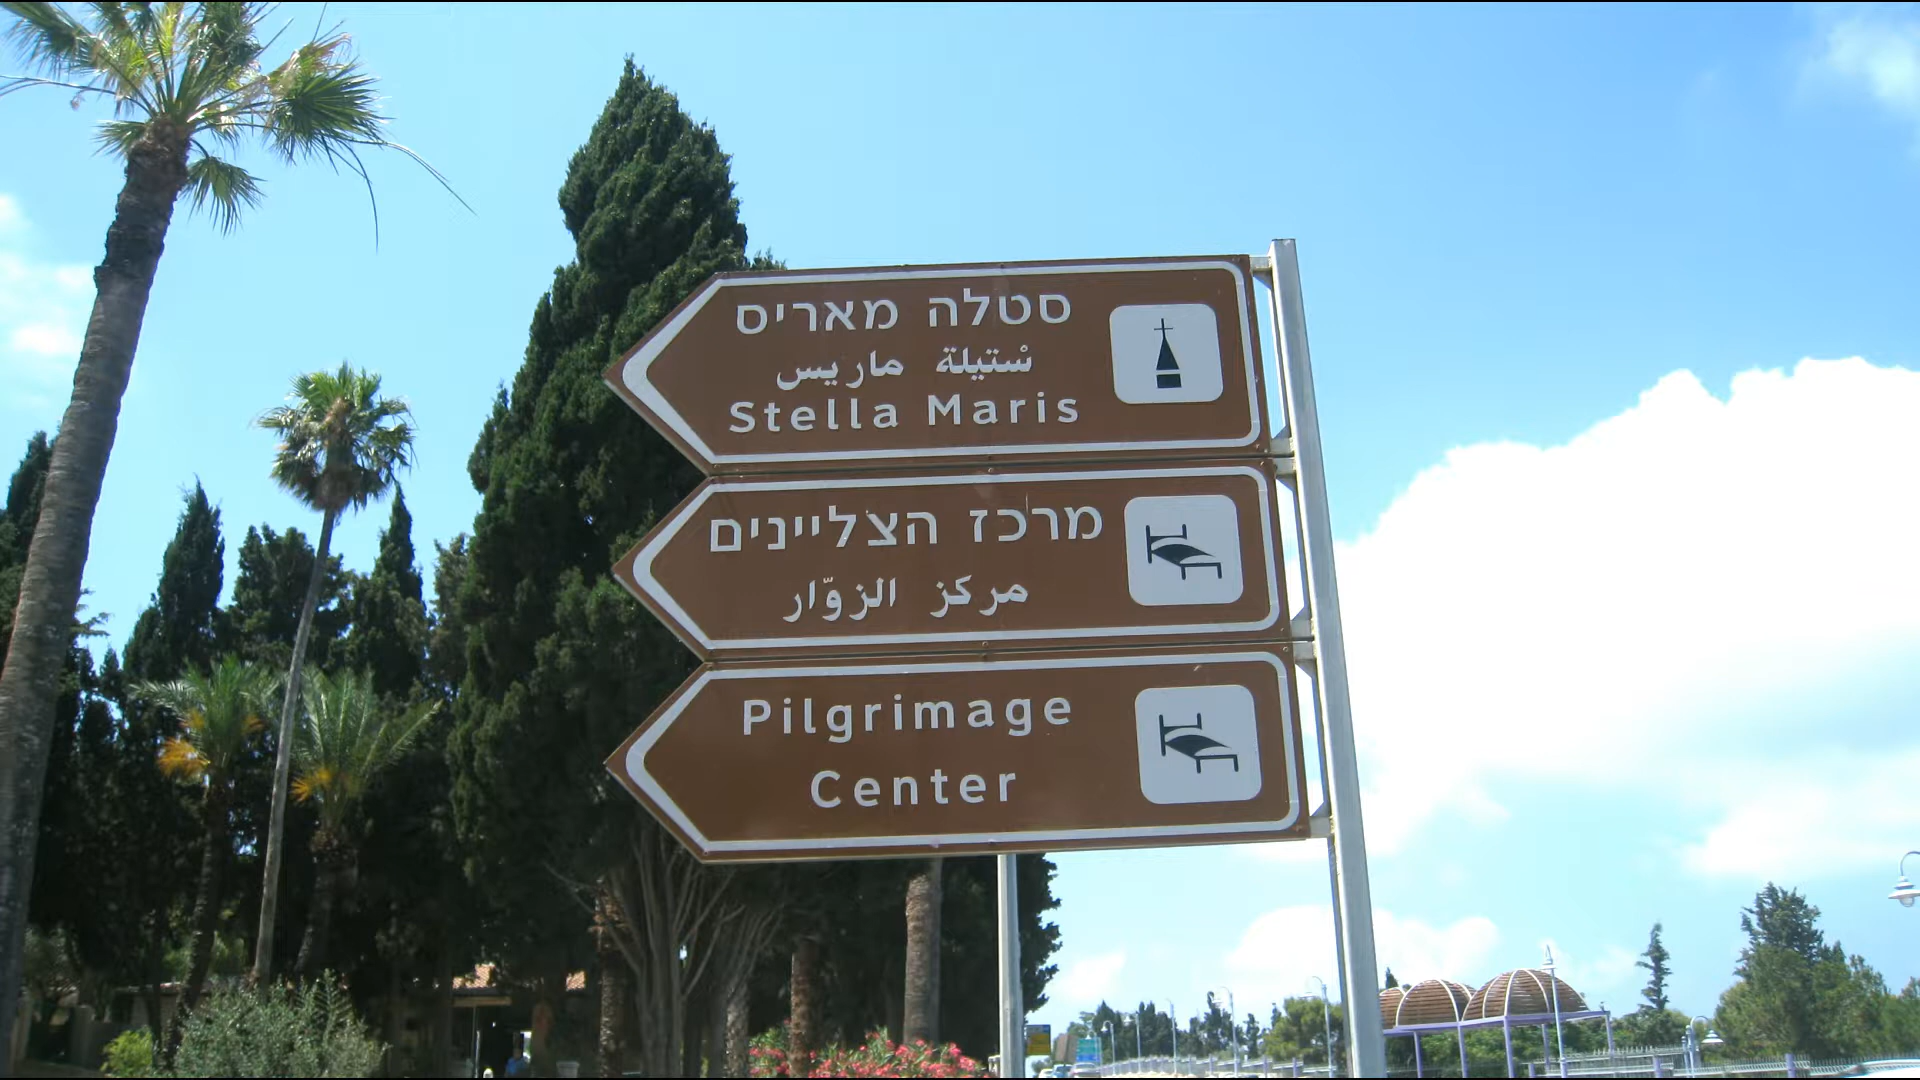 סטלה מאריס
سْتيلة ماريس
Stella Maris
מרכז הצליינים
مركز الزوّار
Pilgrimage
Center